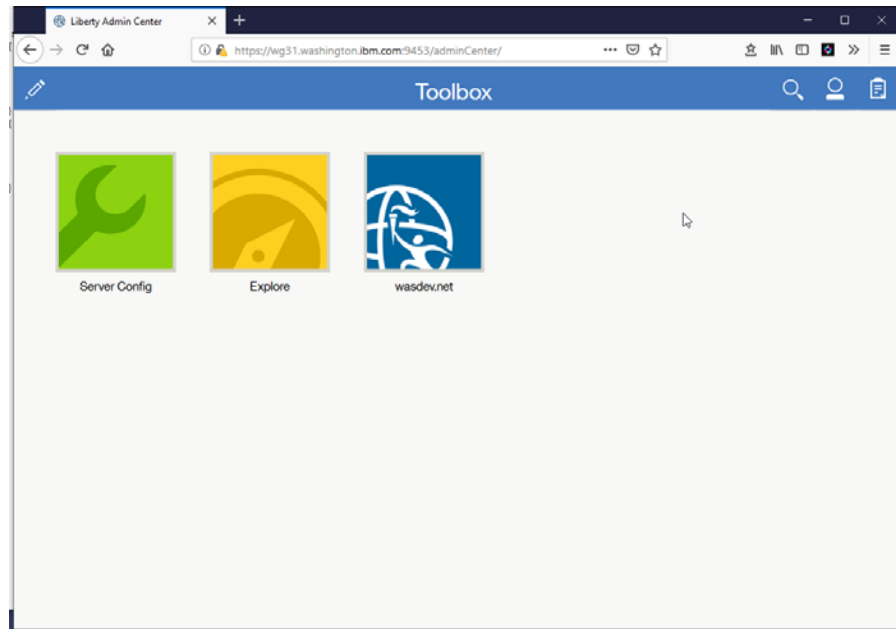 Liberty Admin Center
https://wg31.washington.ibm.com:9453/adminCenter/
Toolbox
Server Config
Explore
wasdev.net